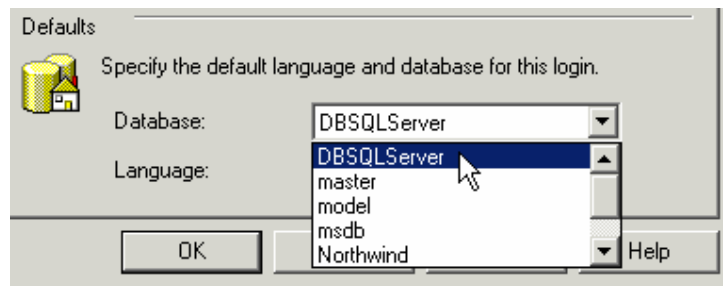 Defaults
Specify the default language and database for this login.
Database: DBSQLServer
DBSQLServer
Language:
master
model
msdb
Northwind
OK Help